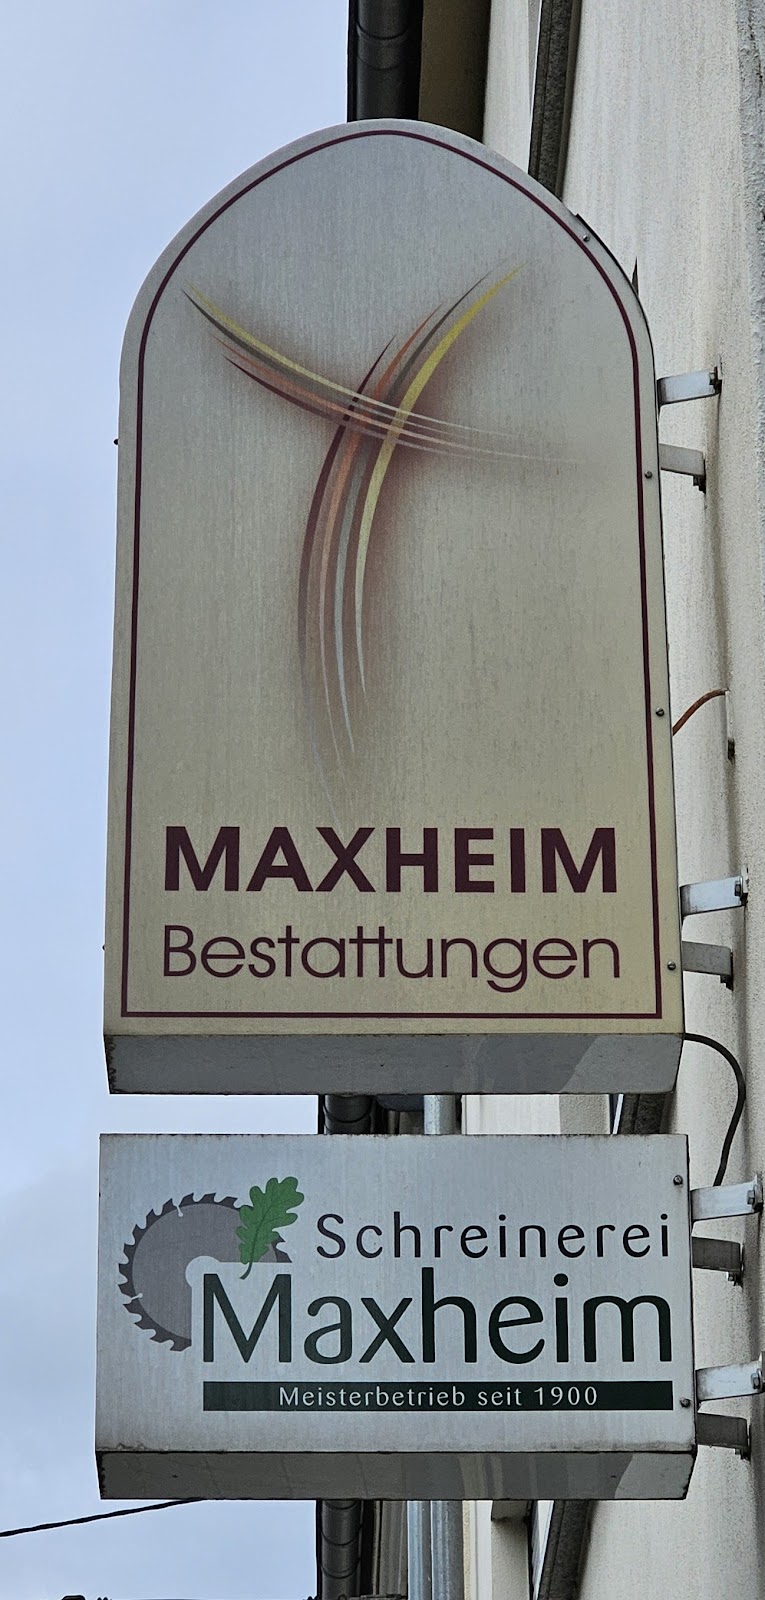 MAXHEIM
Bestattungen
Schreinerei
Maxheim
Meisterbetrieb seit 1900